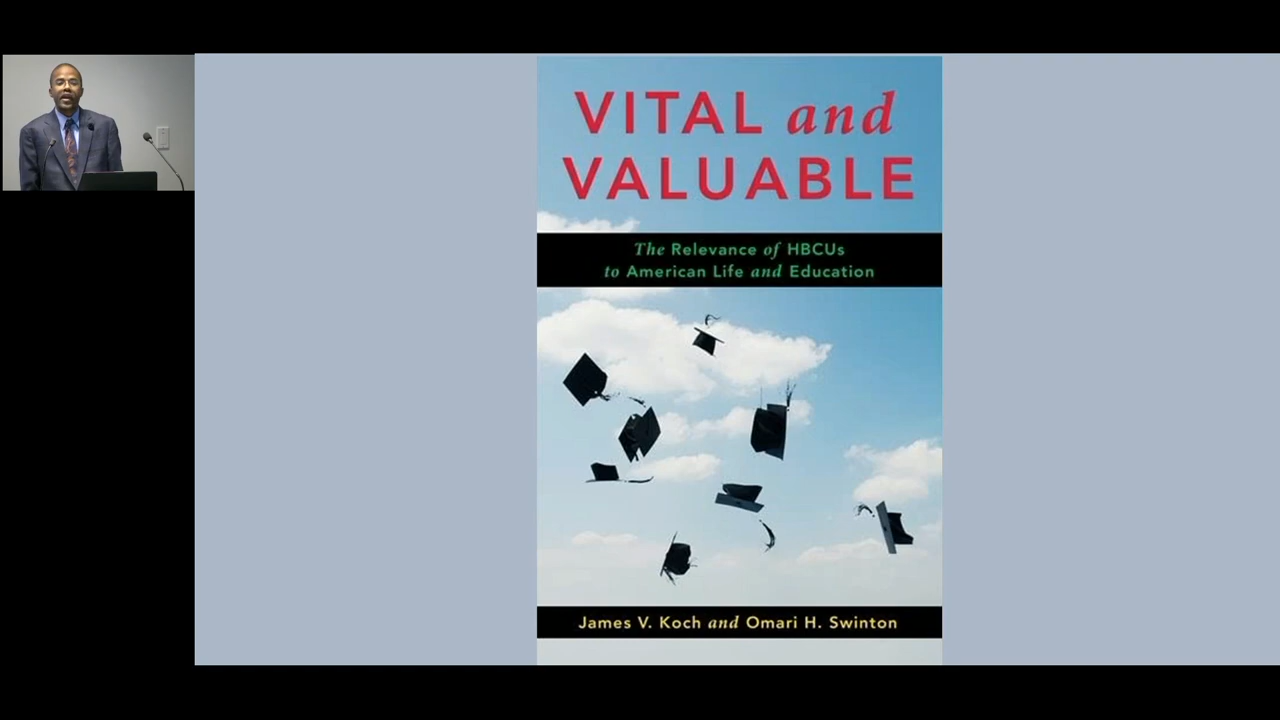 VITAL and
VALUABLE
The Relevance of HBCUs
to American Life and Education
James V. Koch and Omari H. Swinton